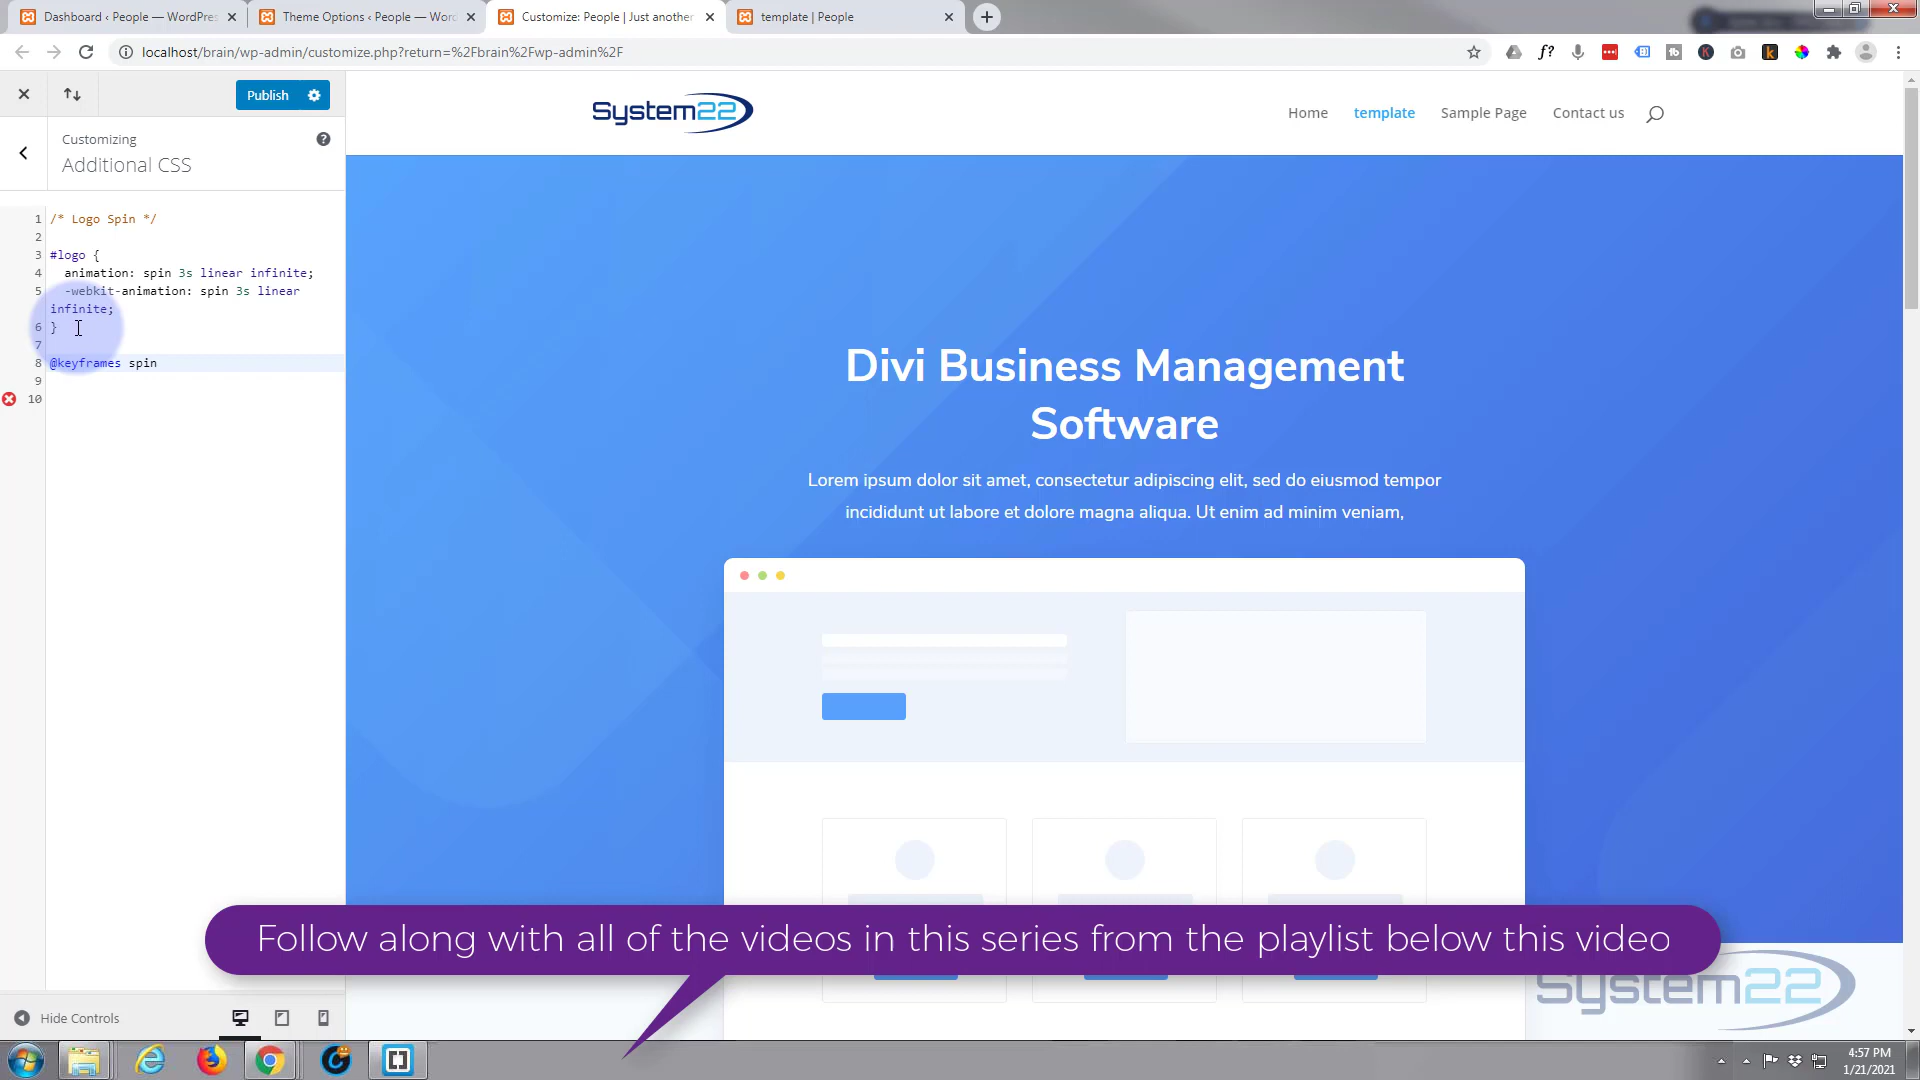 Dashboard ‹ People — WordPres
Theme Options ‹ People — Word
Customize: People | Just another
template | People
localhost/brain/wp-admin/customize.php?return=%2Fbrain%2Fwp-admin%2F
Publish
Customizing
Additional CSS
1 /* Logo Spin */
2
3 #logo {
4 animation: spin 3s linear infinite;
5 -webkit-animation: spin 3s linear
infinite;
6 }
7
8 @keyframes spin
9
10
System22
Home template Sample Page Contact us
Divi Business Management
Software
Lorem ipsum dolor sit amet, consectetur adipiscing elit, sed do eiusmod tempor
incididunt ut labore et dolore magna aliqua. Ut enim ad minim veniam,
Follow along with all of the videos in this series from the playlist below this video
System22
Hide Controls
4:57 PM
1/21/2021